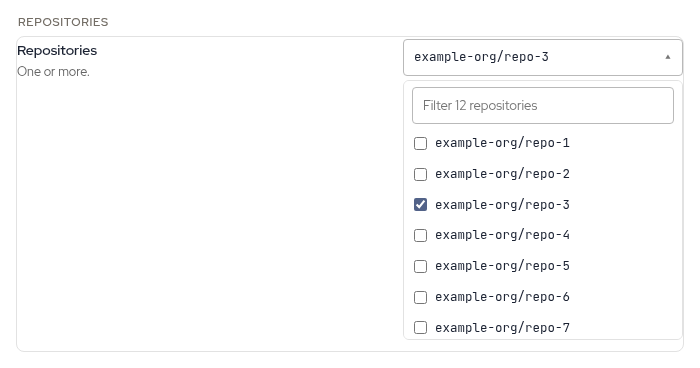 REPOSITORIES
Repositories
One or more.
example-org/repo-3
Filter 12 repositories
example-org/repo-1
example-org/repo-2
example-org/repo-3
example-org/repo-4
example-org/repo-5
example-org/repo-6
example-org/repo-7